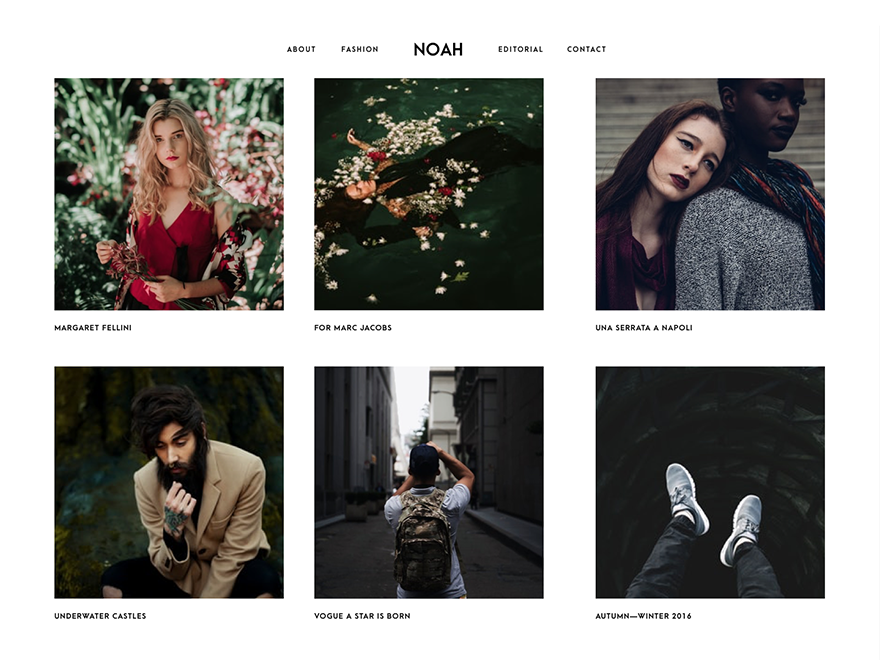 ABOUT FASHION NOAH EDITORIAL CONTACT
MARGARET FELLINI
FOR MARC JACOBS
UNA SERRATA A NAPOLI
UNDERWATER CASTLES
VOGUE A STAR IS BORN
AUTUMN—WINTER 2016